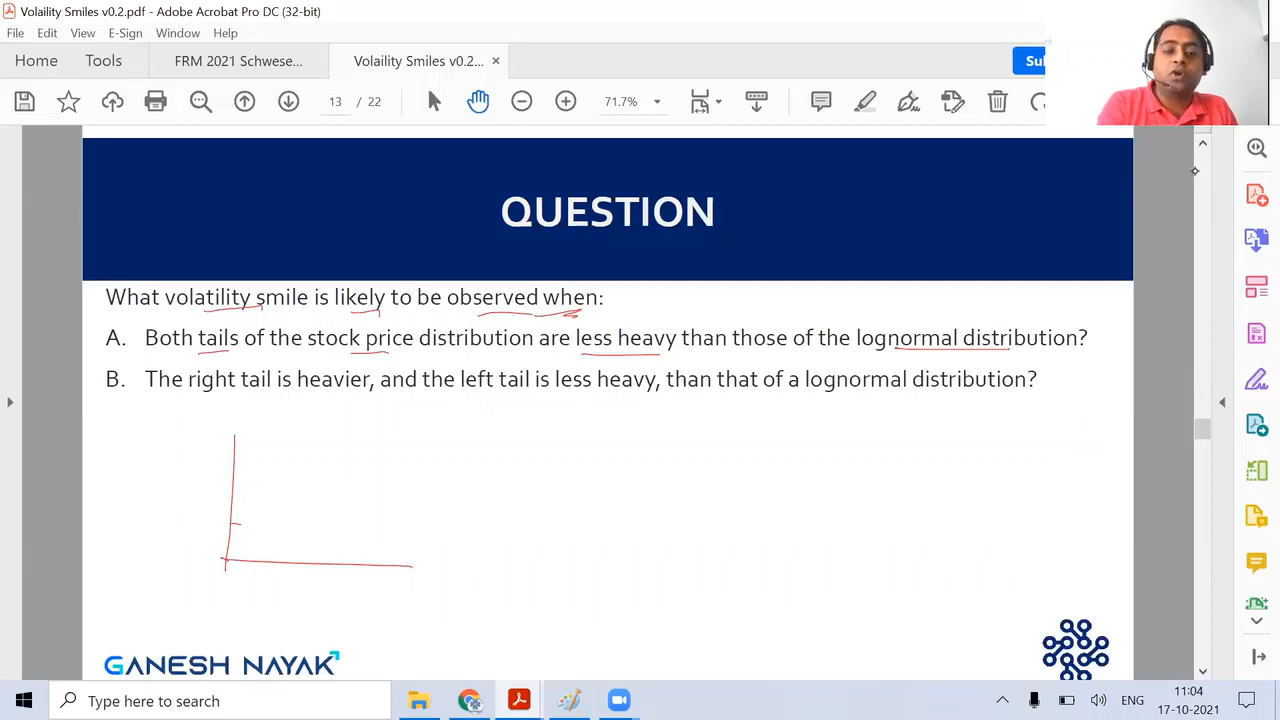 Volaility Smiles v0.2.pdf - Adobe Acrobat Pro DC (32-bit)
File Edit View E-Sign Window Help
Home Tools FRM 2021 Schwese... Volaility Smiles v0.2... ×
13 / 22 71.7%
QUESTION
What volatility smile is likely to be observed when:
A. Both tails of the stock price distribution are less heavy than those of the lognormal distribution?
B. The right tail is heavier, and the left tail is less heavy, than that of a lognormal distribution?
GANESH NAYAK
Type here to search
ENG
11:04
17-10-2021